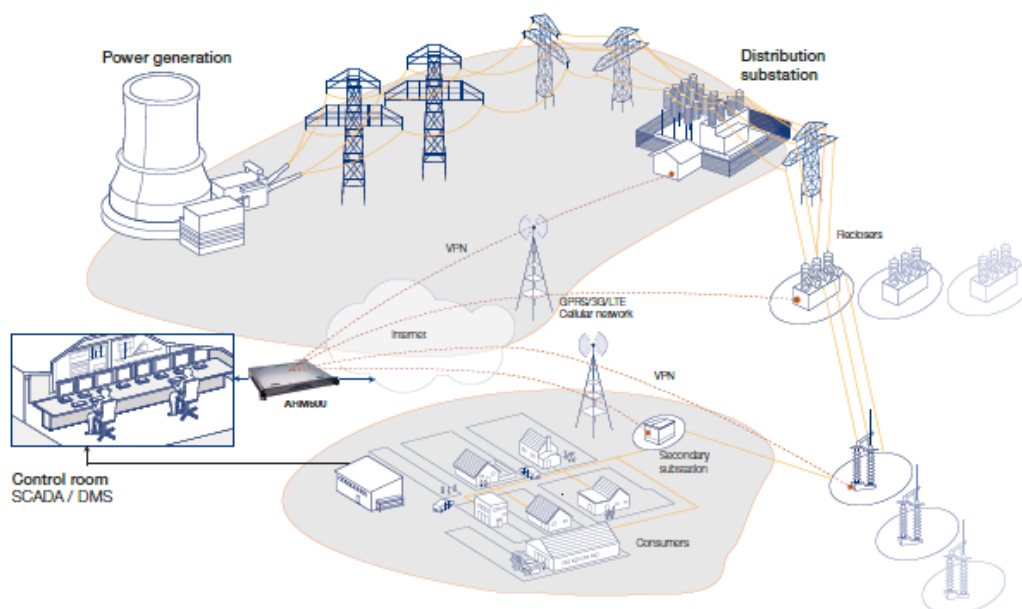 Power generation
Distribution
substation
VPN
Reclosers
GPRS/3G/LTE
Cellular network
Internet
VPN
ARM600
Secondary
substation
Control room
SCADA / DMS
Consumers